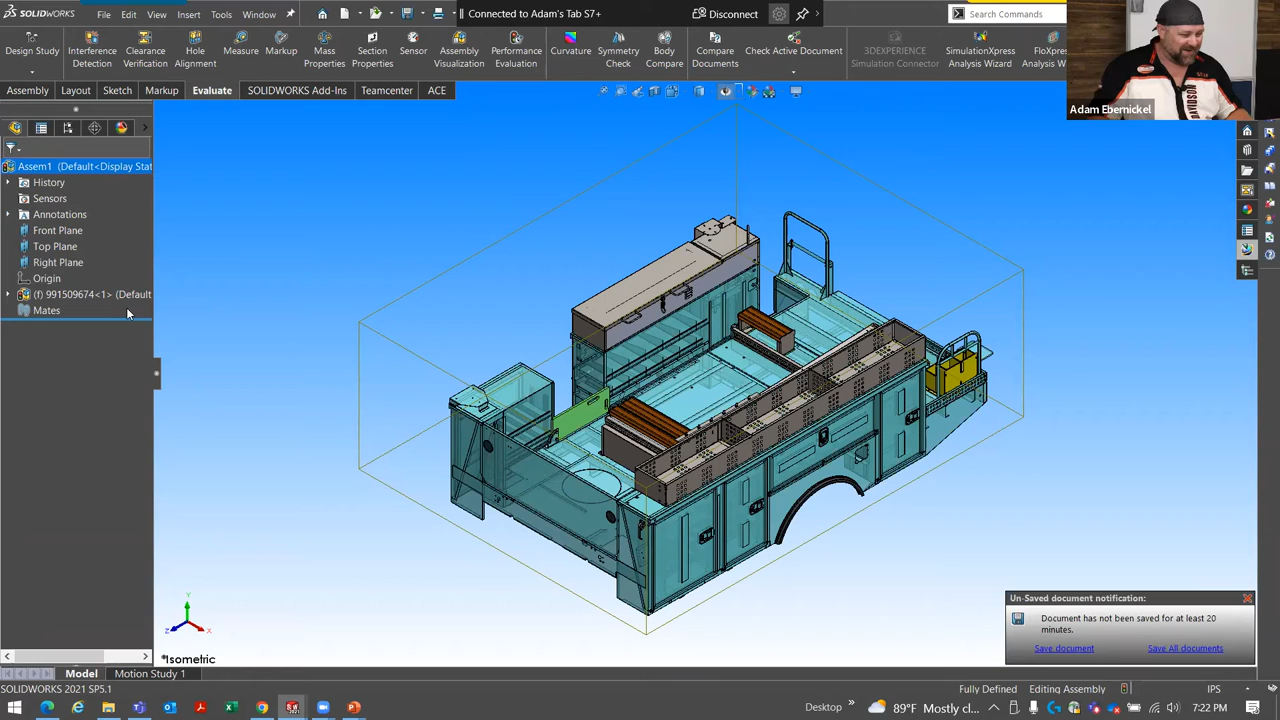 SOLIDWORKS
File Edit View Insert Tools Window
Connected to Adam's Tab S7+
Disconnect
Search Commands
Design Study
Interference Detection
Clearance Verification
Hole Alignment
Measure
Markup
Mass Properties
Section Properties
Sensor
Assembly Visualization
Performance Evaluation
Curvature
Symmetry Check
Body Compare
Compare Documents
Check Active Document
3DEXPERIENCE Simulation Connector
SimulationXpress Analysis Wizard
FloXpress Analysis Wi
Adam Ebernickel
Assembly Layout Sketch Markup Evaluate SOLIDWORKS Add-Ins Teamcenter ACE
Assem1 (Default<Display Stat
History
Sensors
Annotations
Front Plane
Top Plane
Right Plane
Origin
(f) 991509674<1> (Default
Mates
Y
Z
X
*Isometric
Un-Saved document notification:
Document has not been saved for at least 20
minutes.
Save document Save All documents
Model Motion Study 1
SOLIDWORKS 2021 SP5.1
Fully Defined Editing Assembly IPS
Desktop
89°F Mostly cl...
7:22 PM